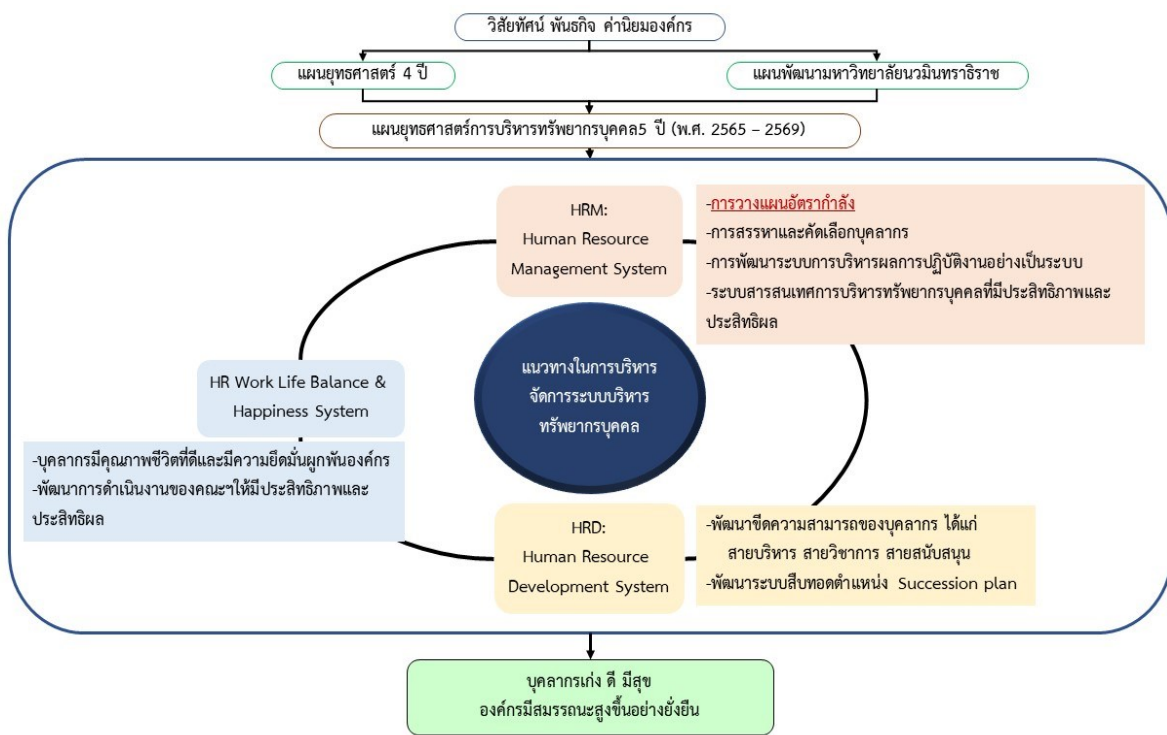 วิสัยทัศน์ พันธกิจ ค่านิยมองค์กร
แผนยุทธศาสตร์ 4 ปี
แผนพัฒนามหาวิทยาลัยนวมินทราธิราช
แผนยุทธศาสตร์การบริหารทรัพยากรบุคคล5 ปี (พ.ศ. 2565 – 2569)
HRM:
Human Resource
Management System
-การวางแผนอัตรากำลัง
-การสรรหาและคัดเลือกบุคลากร
-การพัฒนาระบบการบริหารผลการปฏิบัติงานอย่างเป็นระบบ
-ระบบสารสนเทศการบริหารทรัพยากรบุคคลที่มีประสิทธิภาพและ
ประสิทธิผล
แนวทางในการบริหาร
จัดการระบบบริหาร
ทรัพยากรบุคคล
HR Work Life Balance &
Happiness System
-บุคลากรมีคุณภาพชีวิตที่ดีและมีความยึดมั่นผูกพันองค์กร
-พัฒนาการดำเนินงานของคณะฯให้มีประสิทธิภาพและ
ประสิทธิผล
HRD:
Human Resource
Development System
-พัฒนาขีดความสามารถของบุคลากร ได้แก่
สายบริหาร สายวิชาการ สายสนับสนุน
-พัฒนาระบบสืบทอดตำแหน่ง Succession plan
บุคลากรเก่ง ดี มีสุข
องค์กรมีสมรรถนะสูงขึ้นอย่างยั่งยืน